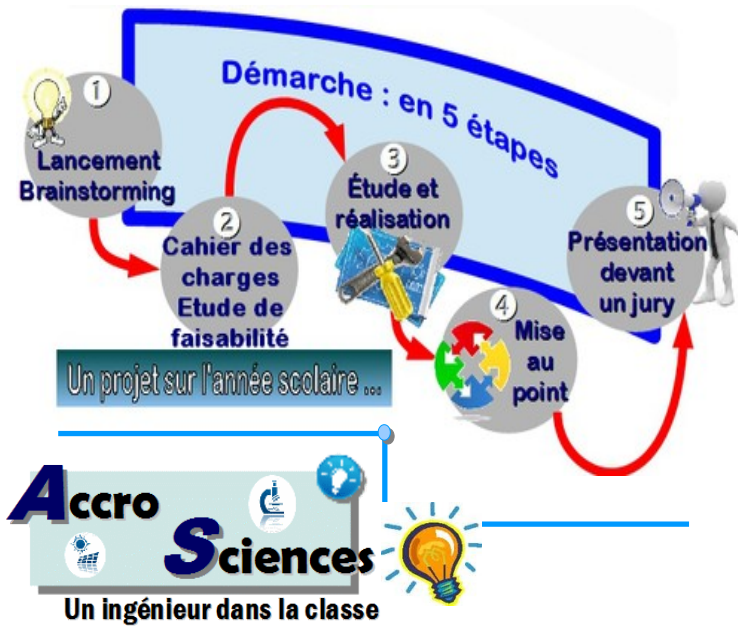 Démarche : en 5 étapes
1
Lancement
Brainstorming
2
Cahier des
charges
Etude de
faisabilité
3
Étude et
réalisation
4
Mise
au
point
5
Présentation
devant
un jury
Un projet sur l'année scolaire ...
Accro
Sciences
Un ingénieur dans la classe